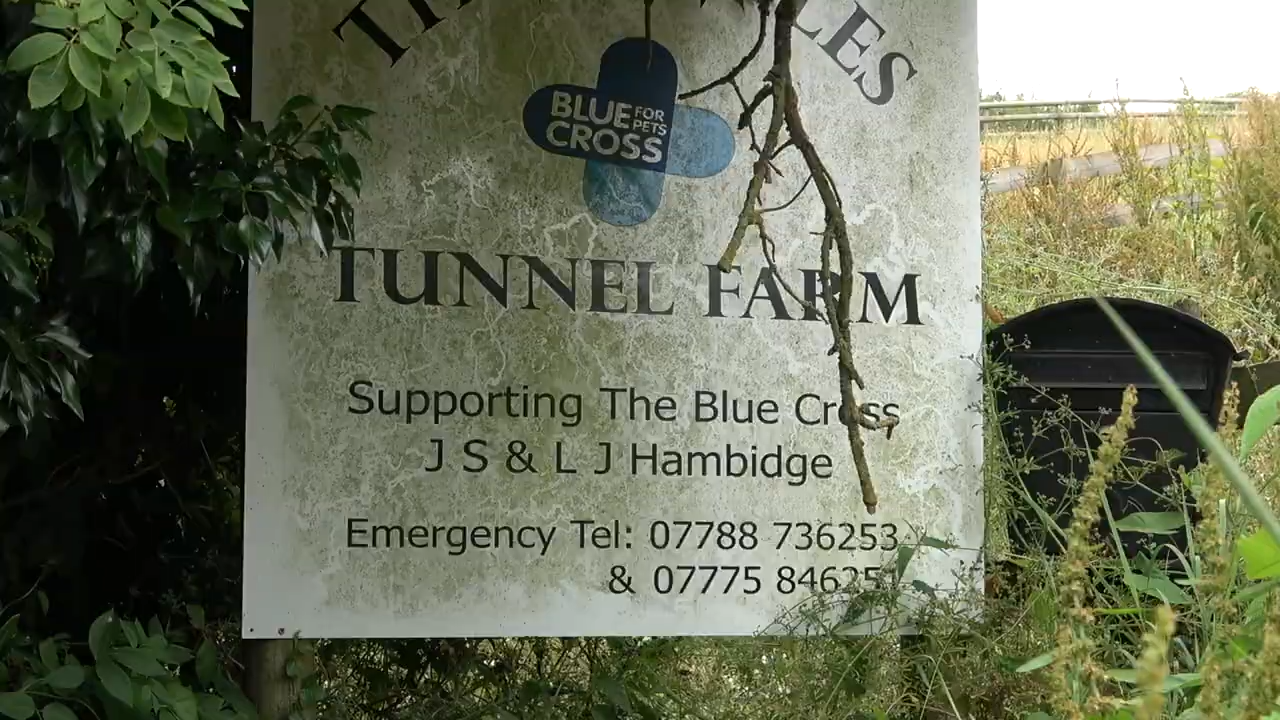 BLUE FOR PETS
CROSS
TUNNEL FARM
Supporting The Blue Cross
J S & L J Hambidge
Emergency Tel: 07788 736253
& 07775 846251